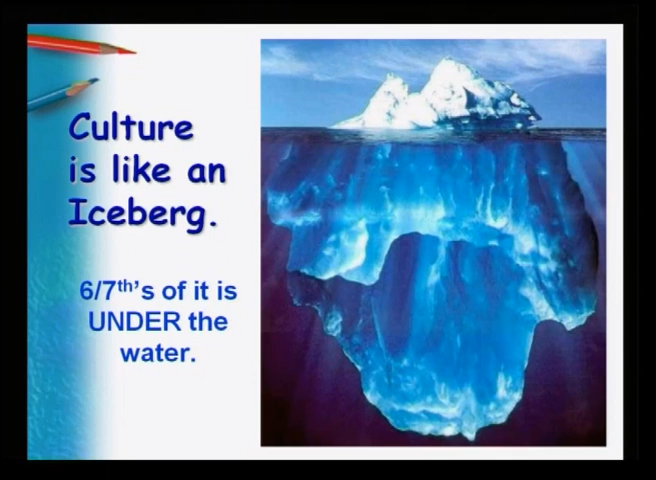 Culture
is like an
Iceberg.
6/7th's of it is
UNDER the
water.